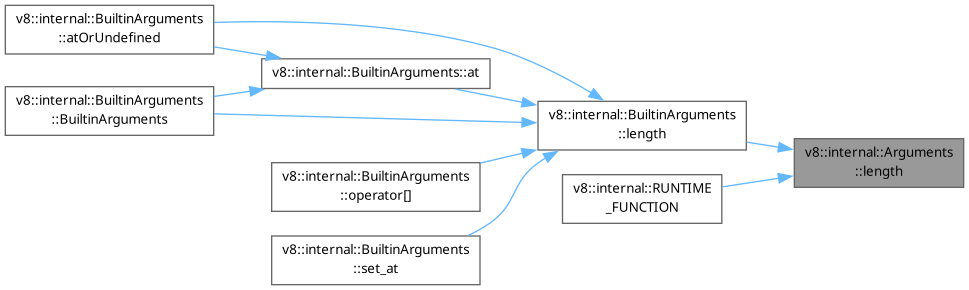 v8::internal::BuiltinArguments
::atOrUndefined
v8::internal::BuiltinArguments::at
v8::internal::BuiltinArguments
::BuiltinArguments
v8::internal::BuiltinArguments
::length
v8::internal::Arguments
::length
v8::internal::BuiltinArguments
::operator[]
v8::internal::RUNTIME
_FUNCTION
v8::internal::BuiltinArguments
::set_at